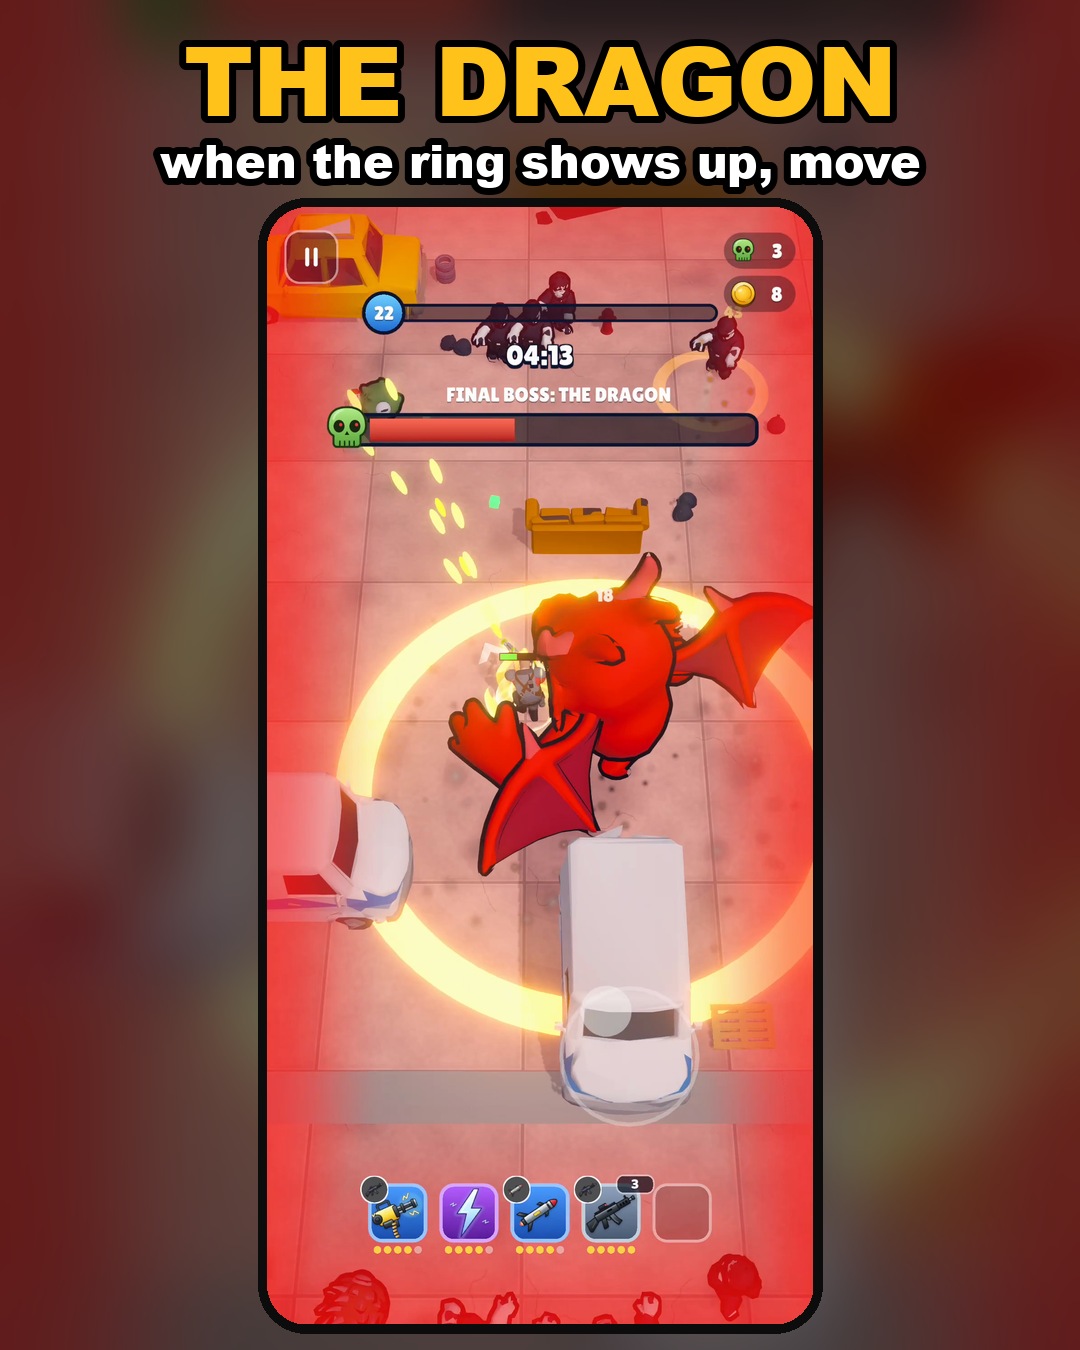 THE DRAGON
when the ring shows up, move
3
8
22
04:13
FINAL BOSS: THE DRAGON
18
3